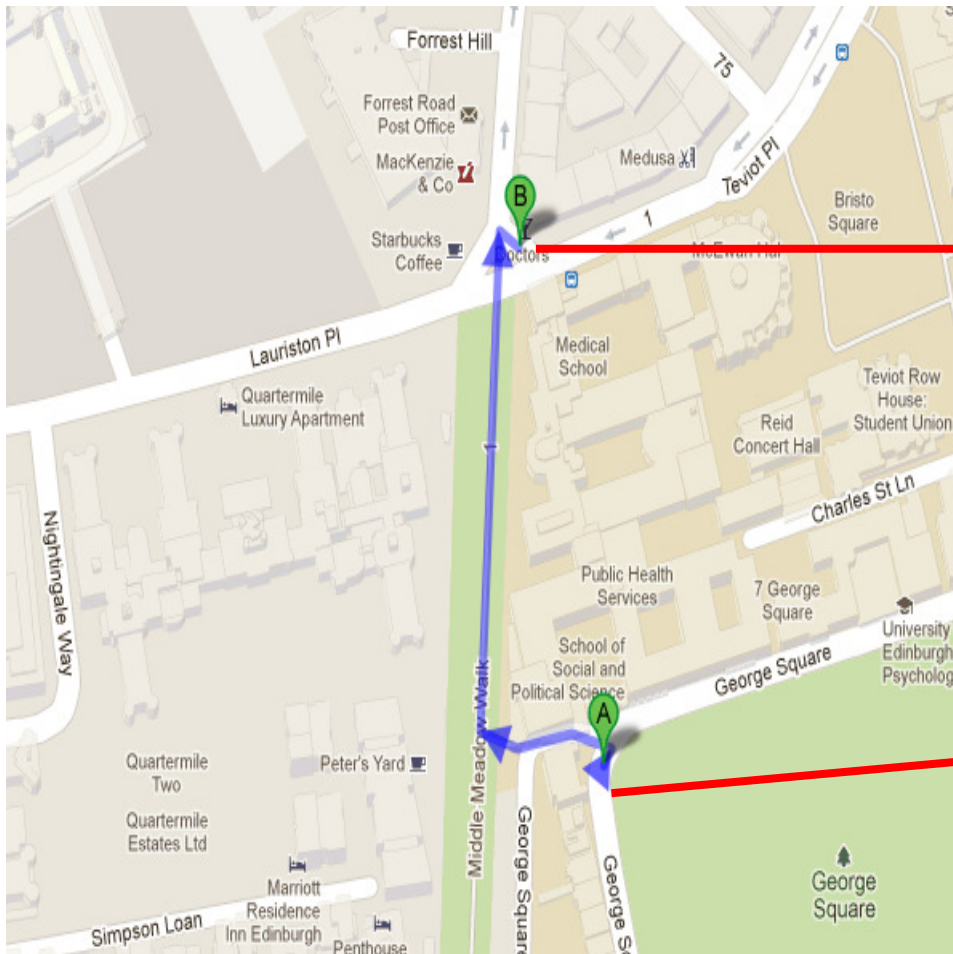 Forrest Hill
75
Forrest Road
Post Office
MacKenzie
& Co
Medusa
Teviot Pl
B
1
Bristo
Square
Starbucks
Coffee
Doctors
McEwan Hall
Lauriston Pl
Medical
School
Quartermile
Luxury Apartment
Teviot Row
House:
Student Union
Reid
Concert Hall
1
Charles St Ln
Nightingale Way
Public Health
Services
7 George
Square
University
Edinburgh
Psycholog
School of
Social and
Political Science
George Square
A
Middle Meadow Walk
Quartermile
Two
Peter's Yard
Quartermile
Estates Ltd
George Square
George Sq
George
Square
Marriott
Residence
Inn Edinburgh
Simpson Loan
Penthouse